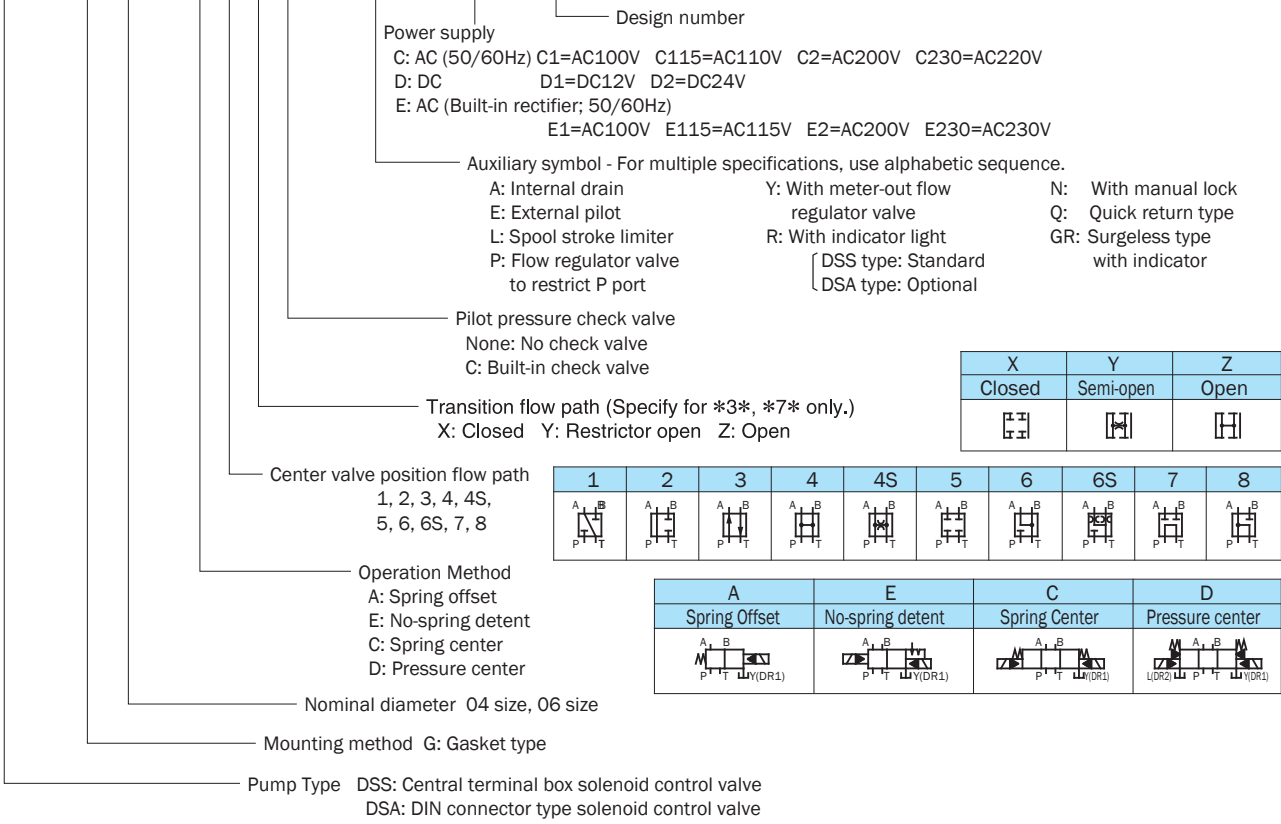 Design number
Power supply
C: AC (50/60Hz) C1=AC100V C115=AC110V C2=AC200V C230=AC220V
D: DC D1=DC12V D2=DC24V
E: AC (Built-in rectifier; 50/60Hz)
E1=AC100V E115=AC115V E2=AC200V E230=AC230V
Auxiliary symbol - For multiple specifications, use alphabetic sequence.
A: Internal drain
E: External pilot
L: Spool stroke limiter
P: Flow regulator valve
to restrict P port
Y: With meter-out flow
regulator valve
R: With indicator light
DSS type: Standard
DSA type: Optional
N: With manual lock
Q: Quick return type
GR: Surgeless type
with indicator
Pilot pressure check valve
None: No check valve
C: Built-in check valve
X Y Z
Closed Semi-open Open
Transition flow path (Specify for *3*, *7* only.)
X: Closed Y: Restrictor open Z: Open
Center valve position flow path
1, 2, 3, 4, 4S,
5, 6, 6S, 7, 8
1 2 3 4 4S 5 6 6S 7 8
A B A B A B A B A B A B A B A B A B A B
P T P T P T P T P T P T P T P T P T P T
Operation Method
A: Spring offset
E: No-spring detent
C: Spring center
D: Pressure center
A E C D
Spring Offset No-spring detent Spring Center Pressure center
A B A B A B A B
P T Y(DR1) P T Y(DR1) P T Y(DR1) L(DR2) P T Y(DR1)
Nominal diameter 04 size, 06 size
Mounting method G: Gasket type
Pump Type DSS: Central terminal box solenoid control valve
DSA: DIN connector type solenoid control valve